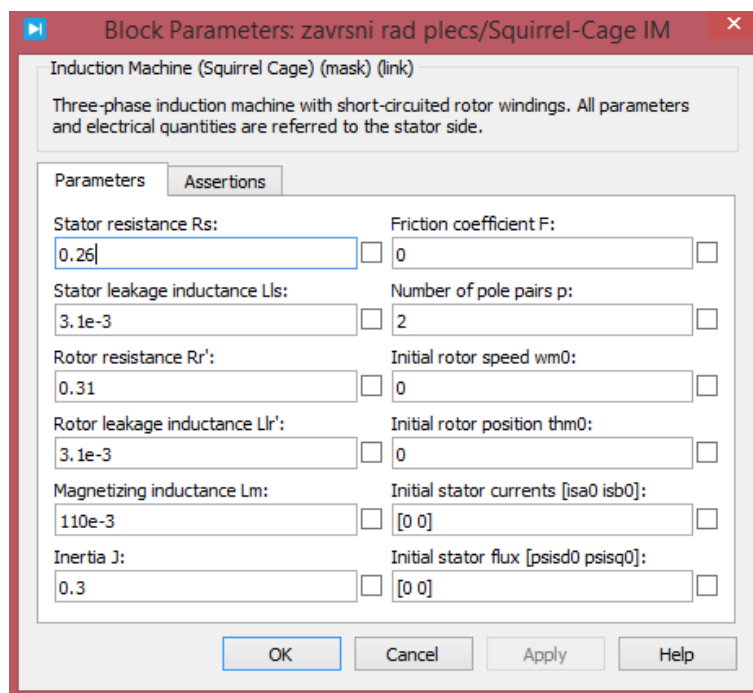 Block Parameters: zavrsni rad plecs/Squirrel-Cage IM
Induction Machine (Squirrel Cage) (mask) (link)
Three-phase induction machine with short-circuited rotor windings. All parameters
and electrical quantities are referred to the stator side.
Parameters
Assertions
Stator resistance Rs:
0.26
Stator leakage inductance Lls:
3.1e-3
Rotor resistance Rr':
0.31
Rotor leakage inductance Llr':
3.1e-3
Magnetizing inductance Lm:
110e-3
Inertia J:
0.3
Friction coefficient F:
0
Number of pole pairs p:
2
Initial rotor speed wm0:
0
Initial rotor position thm0:
0
Initial stator currents [isa0 isb0]:
[0 0]
Initial stator flux [psisd0 psisq0]:
[0 0]
OK
Cancel
Apply
Help